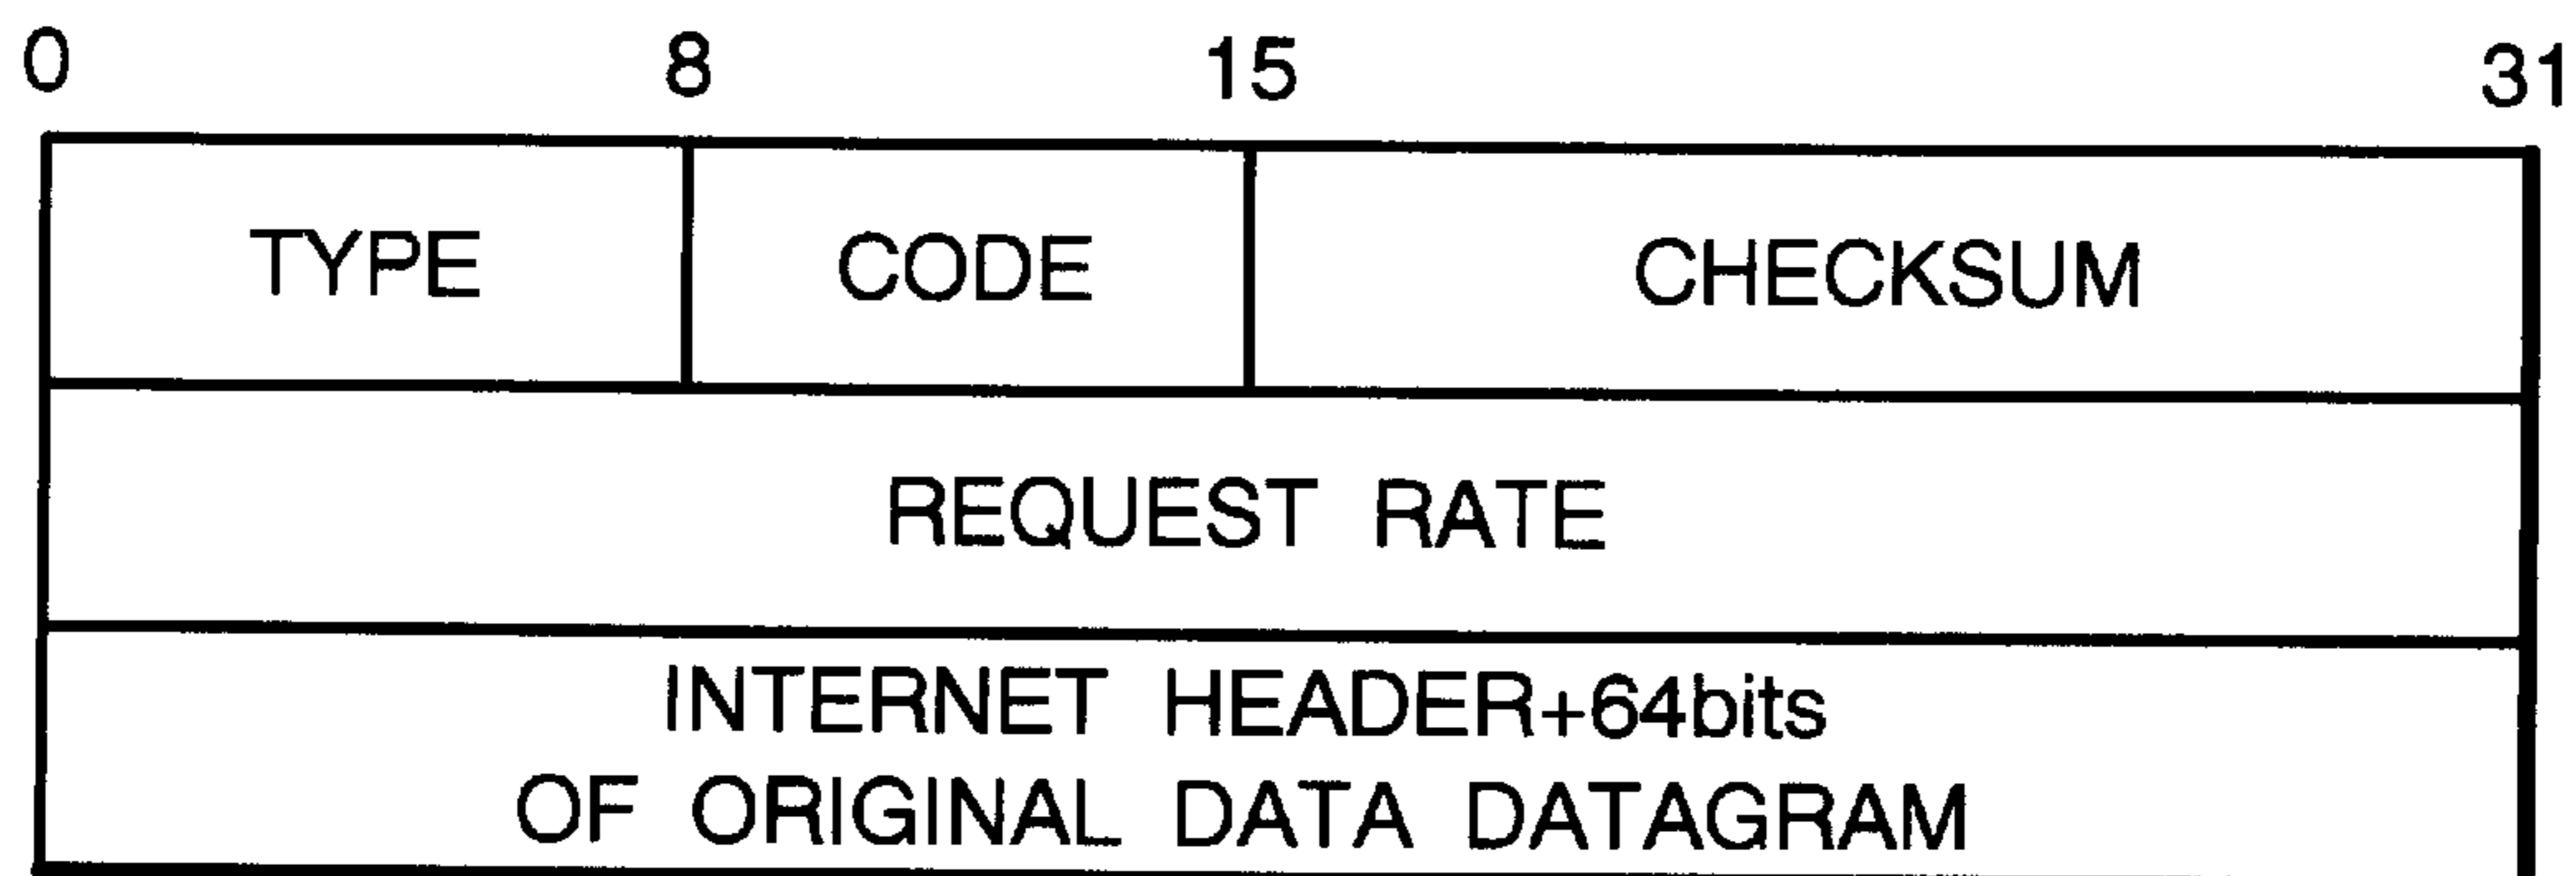 0 8 15 31
TYPE CODE CHECKSUM
REQUEST RATE
INTERNET HEADER+64bits
OF ORIGINAL DATA DATAGRAM